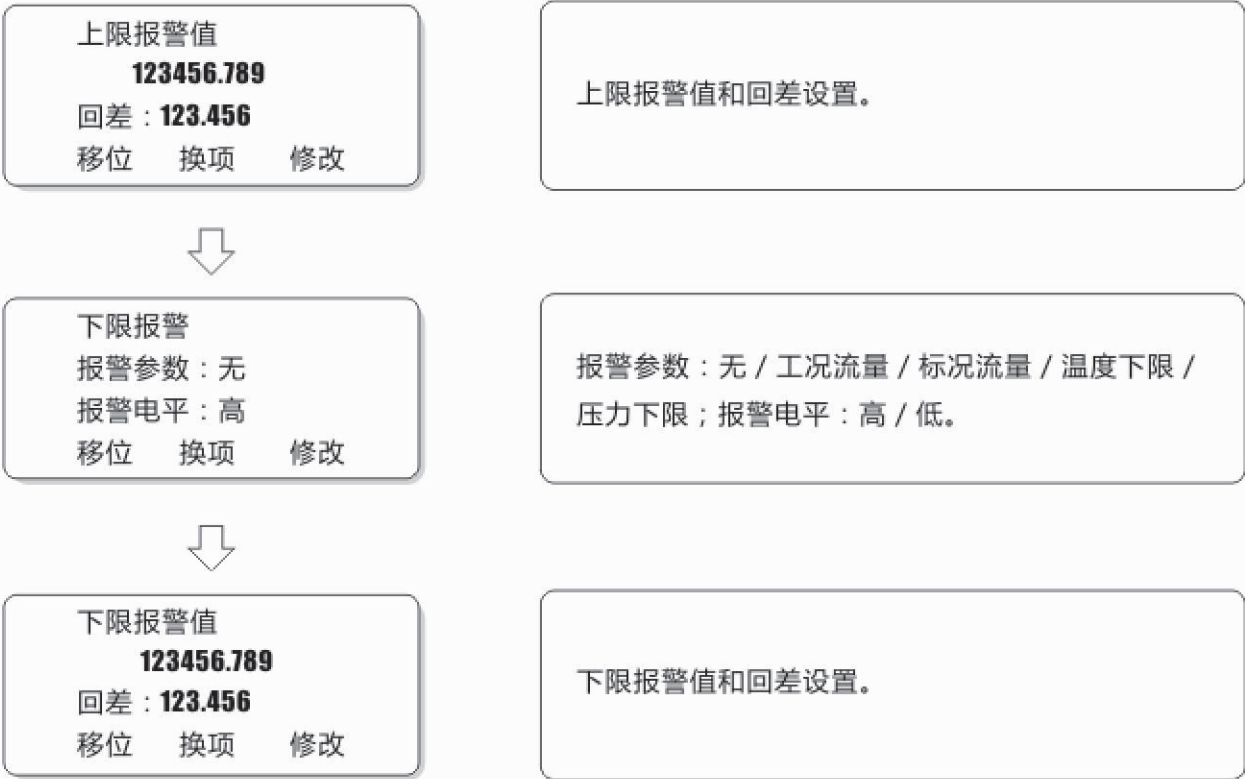 上限报警值
123456.789
回差：123.456
移位 换项 修改
上限报警值和回差设置。
下限报警
报警参数：无
报警电平：高
移位 换项 修改
报警参数：无 / 工况流量 / 标况流量 / 温度下限 /
压力下限；报警电平：高 / 低。
下限报警值
123456.789
回差：123.456
移位 换项 修改
下限报警值和回差设置。